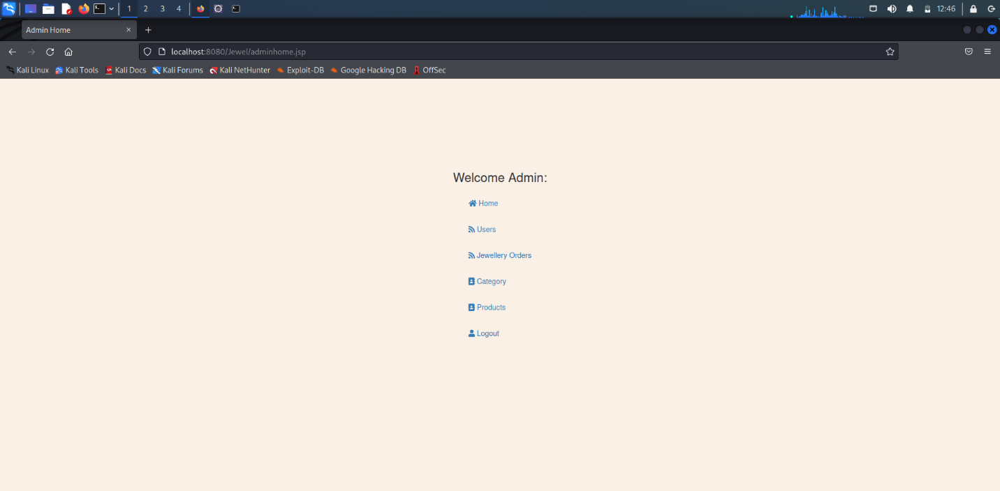 1 2 3 4 12:46
Admin Home
localhost:8080/Jewel/adminhome.jsp
Kali Linux Kali Tools Kali Docs Kali Forums Kali NetHunter Exploit-DB Google Hacking DB OffSec
Welcome Admin:
Home
Users
Jewellery Orders
Category
Products
Logout